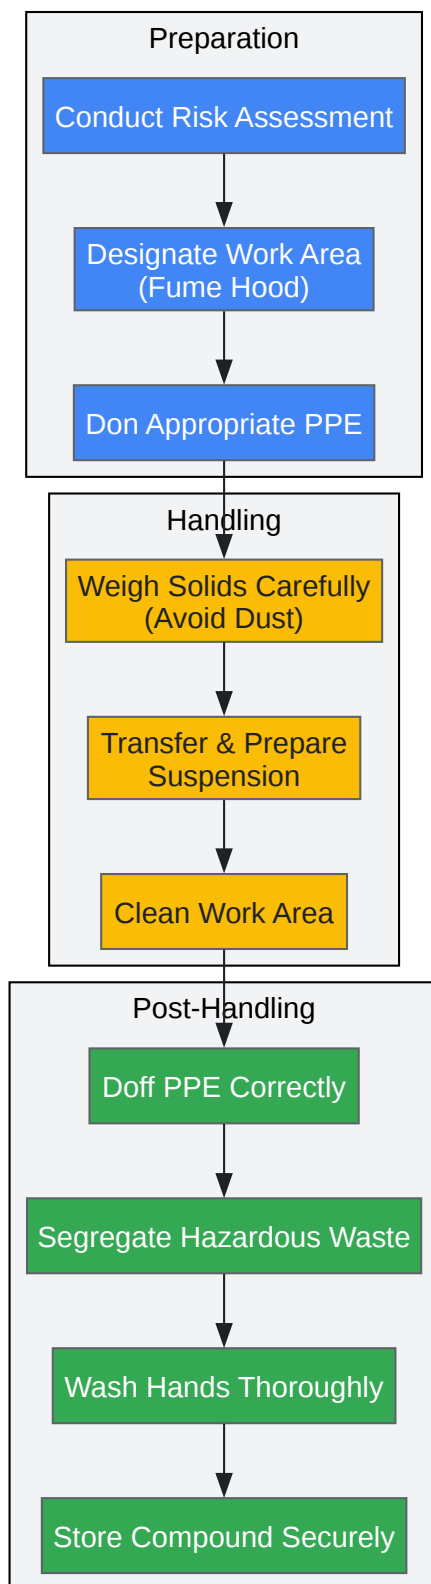 Preparation
Conduct Risk Assessment
Designate Work Area
(Fume Hood)
Don Appropriate PPE
Handling
Weigh Solids Carefully
(Avoid Dust)
Transfer & Prepare
Suspension
Clean Work Area
Post-Handling
Doff PPE Correctly
Segregate Hazardous Waste
Wash Hands Thoroughly
Store Compound Securely